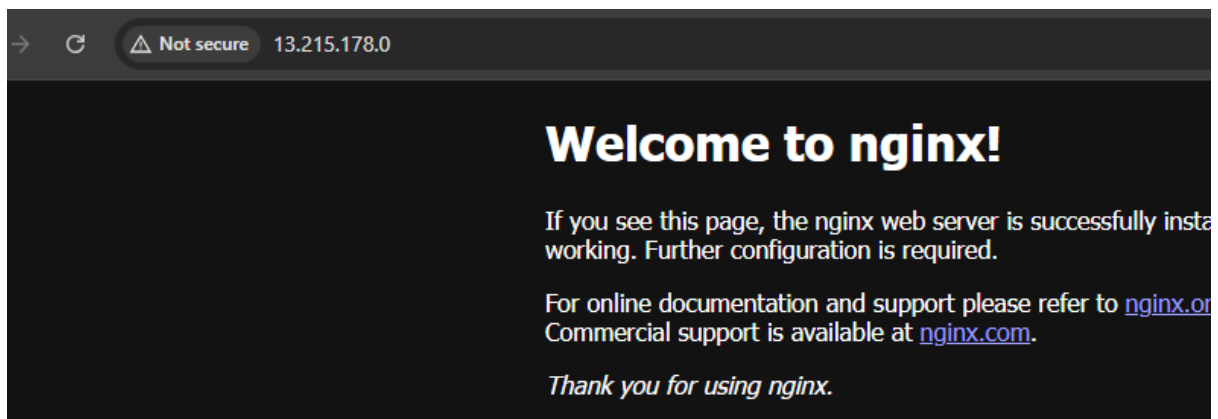 Not secure 13.215.178.0
Welcome to nginx!
If you see this page, the nginx web server is successfully
working. Further configuration is required.
For online documentation and support please refer to
Commercial support is available at nginx.com.
Thank you for using nginx.